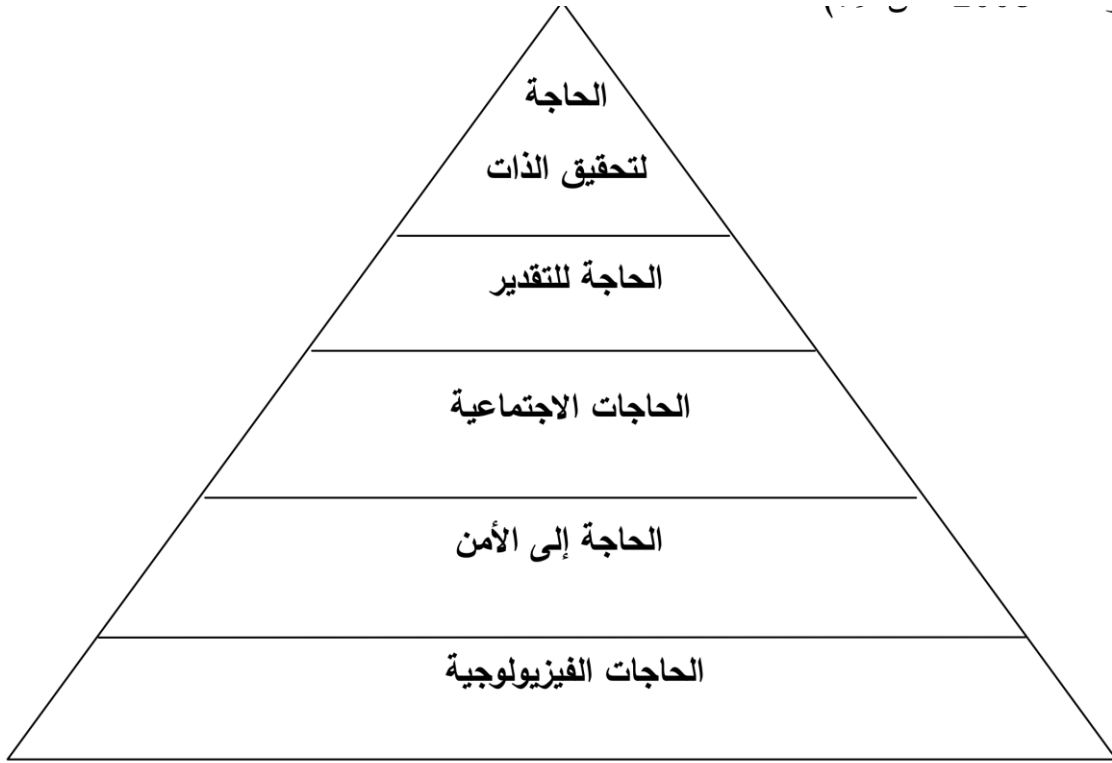 الحاجة
لتحقيق الذات
الحاجة للتقدير
الحاجات الاجتماعية
الحاجة إلى الأمن
الحاجات الفيزيولوجية